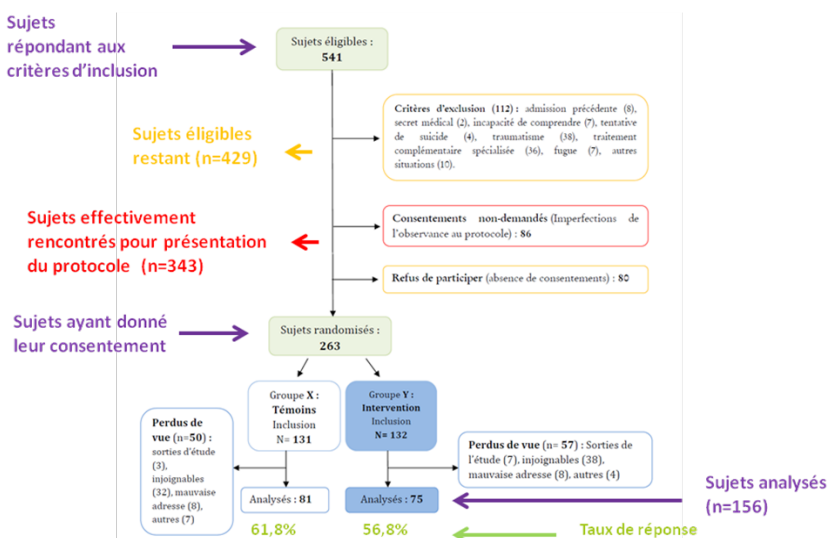 Sujets
répondant aux
critères d'inclusion
Sujets éligibles :
541
Critères d'exclusion (112) : admission précédente (8),
secret médical (2), incapacité de comprendre (7), tentative
de suicide (4), traumatisme (38), traitement
complémentaire spécialisée (36), fugue (7), autres
situations (10).
Sujets éligibles
restant (n=429)
Sujets effectivement
rencontrés pour présentation
du protocole (n=343)
Consentements non-demandés (Imperfections de
l'observance au protocole) : 86
Refus de participer (absence de consentements) : 80
Sujets ayant donné
leur consentement
Sujets randomisés :
263
Groupe X :
Témoins
Inclusion
N= 131
Groupe Y :
Intervention
Inclusion
N= 132
Perdus de
vue (n=50) :
sorties d'étude
(3),
injoignables
(32), mauvaise
adresse (8),
autres (7)
Perdus de vue (n= 57) : Sorties de
l'étude (7), injoignables (38),
mauvaise adresse (8), autres (4)
Analysés : 81
Analysés : 75
Sujets analysés
(n=156)
61,8%
56,8%
Taux de réponse